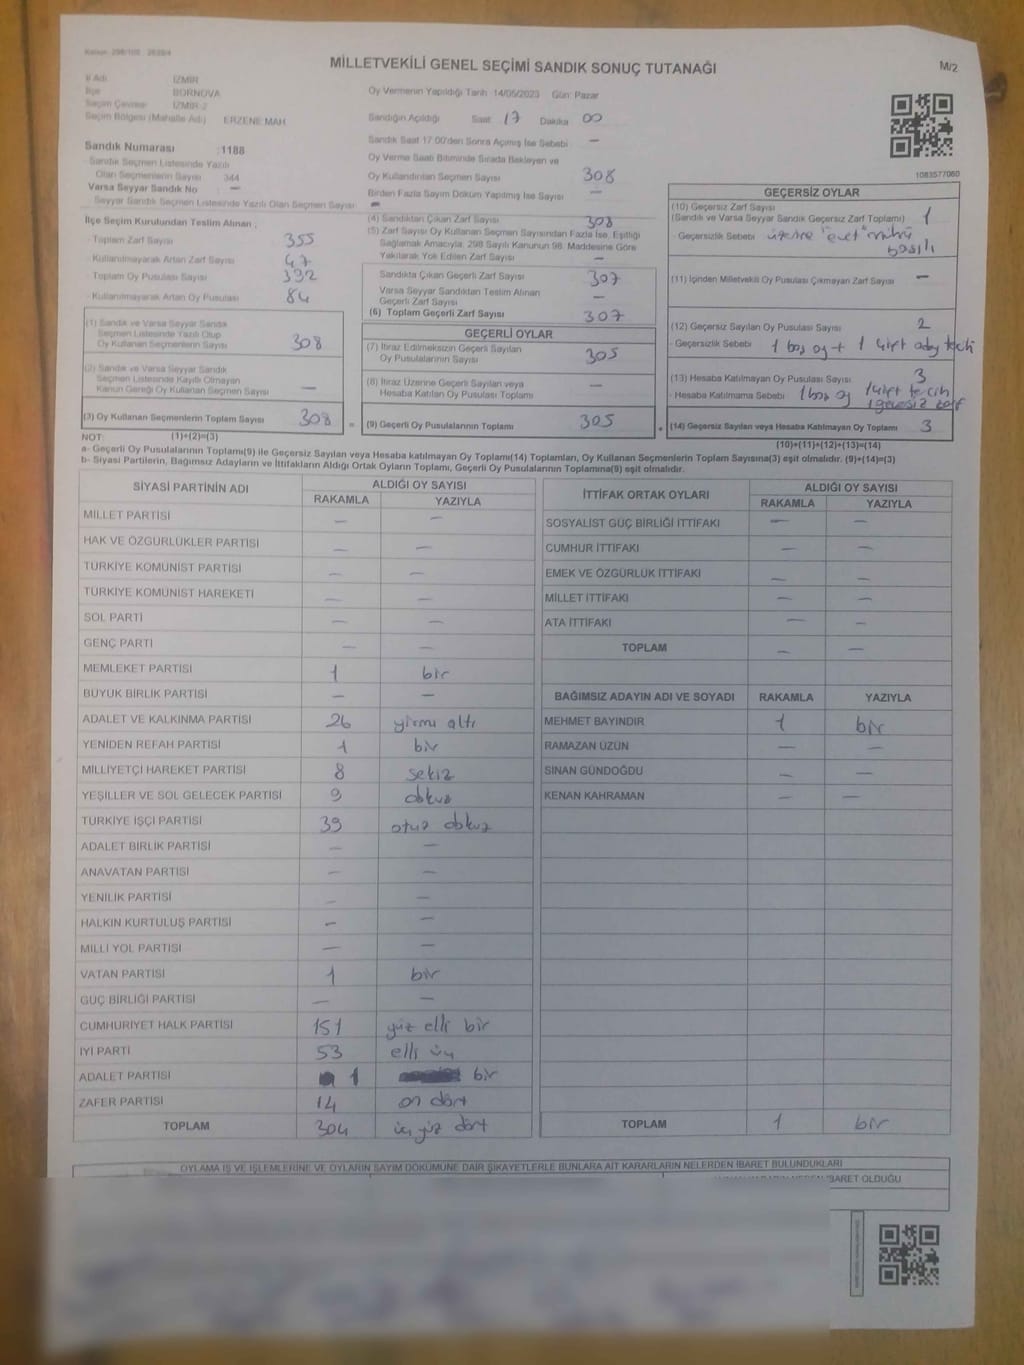 Kanun: 298/105 2839/4
MİLLETVEKİLİ GENEL SEÇİMİ SANDIK SONUÇ TUTANAĞI
M/2
İl Adı: İZMİR
İlçe BORNOVA
Seçim Çevresi İZMİR-2
Seçim Bölgesi (Mahalle Adı) ERZENE MAH
Oy Vermenin Yapıldığı Tarih :14/05/2023 Gün: Pazar
Sandığın Açıldığı Saat: 17 Dakika 00
Sandık Saat 17.00'den Sonra Açılmış İse Sebebi —
Oy Verme Saati Bitiminde Sırada Bekleyen ve
Oy Kullandırılan Seçmen Sayısı 308
Birden Fazla Sayım Döküm Yapılmış İse Sayısı —
1083577060
Sandık Numarası :1188
Sandık Seçmen Listesinde Yazılı
Olan Seçmenlerin Sayısı 344
Varsa Seyyar Sandık No —
Seyyar Sandık Seçmen Listesinde Yazılı Olan Seçmen Sayısı: —
İlçe Seçim Kurulundan Teslim Alınan ;
- Toplam Zarf Sayısı 355
- Kullanılmayarak Artan Zarf Sayısı 47
- Toplam Oy Pusulası Sayısı 392
- Kullanılmayarak Artan Oy Pusulası 84
(1) Sandık ve Varsa Seyyar Sandık
Seçmen Listesinde Yazılı Olup
Oy Kullanan Seçmenlerin Sayısı 308
(2) Sandık ve Varsa Seyyar Sandık
Seçmen Listesinde Kayıtlı Olmayan
Kanun Gereği Oy Kullanan Seçmen Sayısı —
(3) Oy Kullanan Seçmenlerin Toplam Sayısı 308 =
(4) Sandıktan Çıkan Zarf Sayısı 308
(5) Zarf Sayısı Oy Kullanan Seçmen Sayısından Fazla İse, Eşitliği
Sağlamak Amacıyla, 298 Sayılı Kanunun 98. Maddesine Göre
Yakılarak Yok Edilen Zarf Sayısı —
Sandıkta Çıkan Geçerli Zarf Sayısı 307
Varsa Seyyar Sandıktan Teslim Alınan
Geçerli Zarf Sayısı —
(6) Toplam Geçerli Zarf Sayısı 307
GEÇERLİ OYLAR
(7) İtiraz Edilmeksizin Geçerli Sayılan
Oy Pusulalarının Sayısı 305
(8) İtiraz Üzerine Geçerli Sayılan veya
Hesaba Katılan Oy Pusulası Toplamı —
(9) Geçerli Oy Pusulalarının Toplamı 305 +
GEÇERSİZ OYLAR
(10) Geçersiz Zarf Sayısı
(Sandık ve Varsa Seyyar Sandık Geçersiz Zarf Toplamı) 1
- Geçersizlik Sebebi üzerine "evet" mührü
basılı
(11) İçinden Milletvekili Oy Pusulası Çıkmayan Zarf Sayısı —
(12) Geçersiz Sayılan Oy Pusulası Sayısı 2
- Geçersizlik Sebebi 1 boş oy + 1 çift aday tercih
(13) Hesaba Katılmayan Oy Pusulası Sayısı 3
- Hesaba Katılmama Sebebi 1 boş oy 1 çift tercih
1 geçersiz zarf
(14) Geçersiz Sayılan veya Hesaba Katılmayan Oy Toplamı 3
NOT: (1)+(2)=(3)
(10)+(11)+(12)+(13)=(14)
a- Geçerli Oy Pusulalarının Toplamı(9) ile Geçersiz Sayılan veya Hesaba katılmayan Oy Toplamı(14) Toplamları, Oy Kullanan Seçmenlerin Toplam Sayısına(3) eşit olmalıdır. (9)+(14)=(3)
b- Siyasi Partilerin, Bağımsız Adayların ve İttifakların Aldığı Ortak Oyların Toplamı, Geçerli Oy Pusulalarının Toplamına(9) eşit olmalıdır.
SİYASİ PARTİNİN ADI ALDIĞI OY SAYISI
RAKAMLA YAZIYLA
MİLLET PARTİSİ — —
HAK VE ÖZGÜRLÜKLER PARTİSİ — —
TÜRKİYE KOMÜNİST PARTİSİ — —
TÜRKİYE KOMÜNİST HAREKETİ — —
SOL PARTİ — —
GENÇ PARTİ — —
MEMLEKET PARTİSİ 1 bir
BÜYÜK BİRLİK PARTİSİ — —
ADALET VE KALKINMA PARTİSİ 26 yirmi altı
YENİDEN REFAH PARTİSİ 1 bir
MİLLİYETÇİ HAREKET PARTİSİ 8 sekiz
YEŞİLLER VE SOL GELECEK PARTİSİ 9 dokuz
TÜRKİYE İŞÇİ PARTİSİ 39 otuz dokuz
ADALET BİRLİK PARTİSİ — —
ANAVATAN PARTİSİ — —
YENİLİK PARTİSİ — —
HALKIN KURTULUŞ PARTİSİ — —
MİLLİ YOL PARTİSİ — —
VATAN PARTİSİ 1 bir
GÜÇ BİRLİĞİ PARTİSİ — —
CUMHURİYET HALK PARTİSİ 151 yüz elli bir
İYİ PARTİ 53 elli üç
ADALET PARTİSİ 1 bir
ZAFER PARTİSİ 14 on dört
TOPLAM 304 üç yüz dört
İTTİFAK ORTAK OYLARI ALDIĞI OY SAYISI
RAKAMLA YAZIYLA
SOSYALİST GÜÇ BİRLİĞİ İTTİFAKI — —
CUMHUR İTTİFAKI — —
EMEK VE ÖZGÜRLÜK İTTİFAKI — —
MİLLET İTTİFAKI — —
ATA İTTİFAKI — —
TOPLAM — —
BAĞIMSIZ ADAYIN ADI VE SOYADI RAKAMLA YAZIYLA
MEHMET BAYINDIR 1 bir
RAMAZAN ÜZÜN — —
SİNAN GÜNDOĞDU — —
KENAN KAHRAMAN — —
TOPLAM 1 bir
OYLAMA İŞ VE İŞLEMLERİNE VE OYLARIN SAYIM DÖKÜMÜNE DAİR ŞİKAYETLERLE BUNLARA AİT KARARLARIN NELERDEN İBARET BULUNDUKLARI
İBARET OLDUĞU